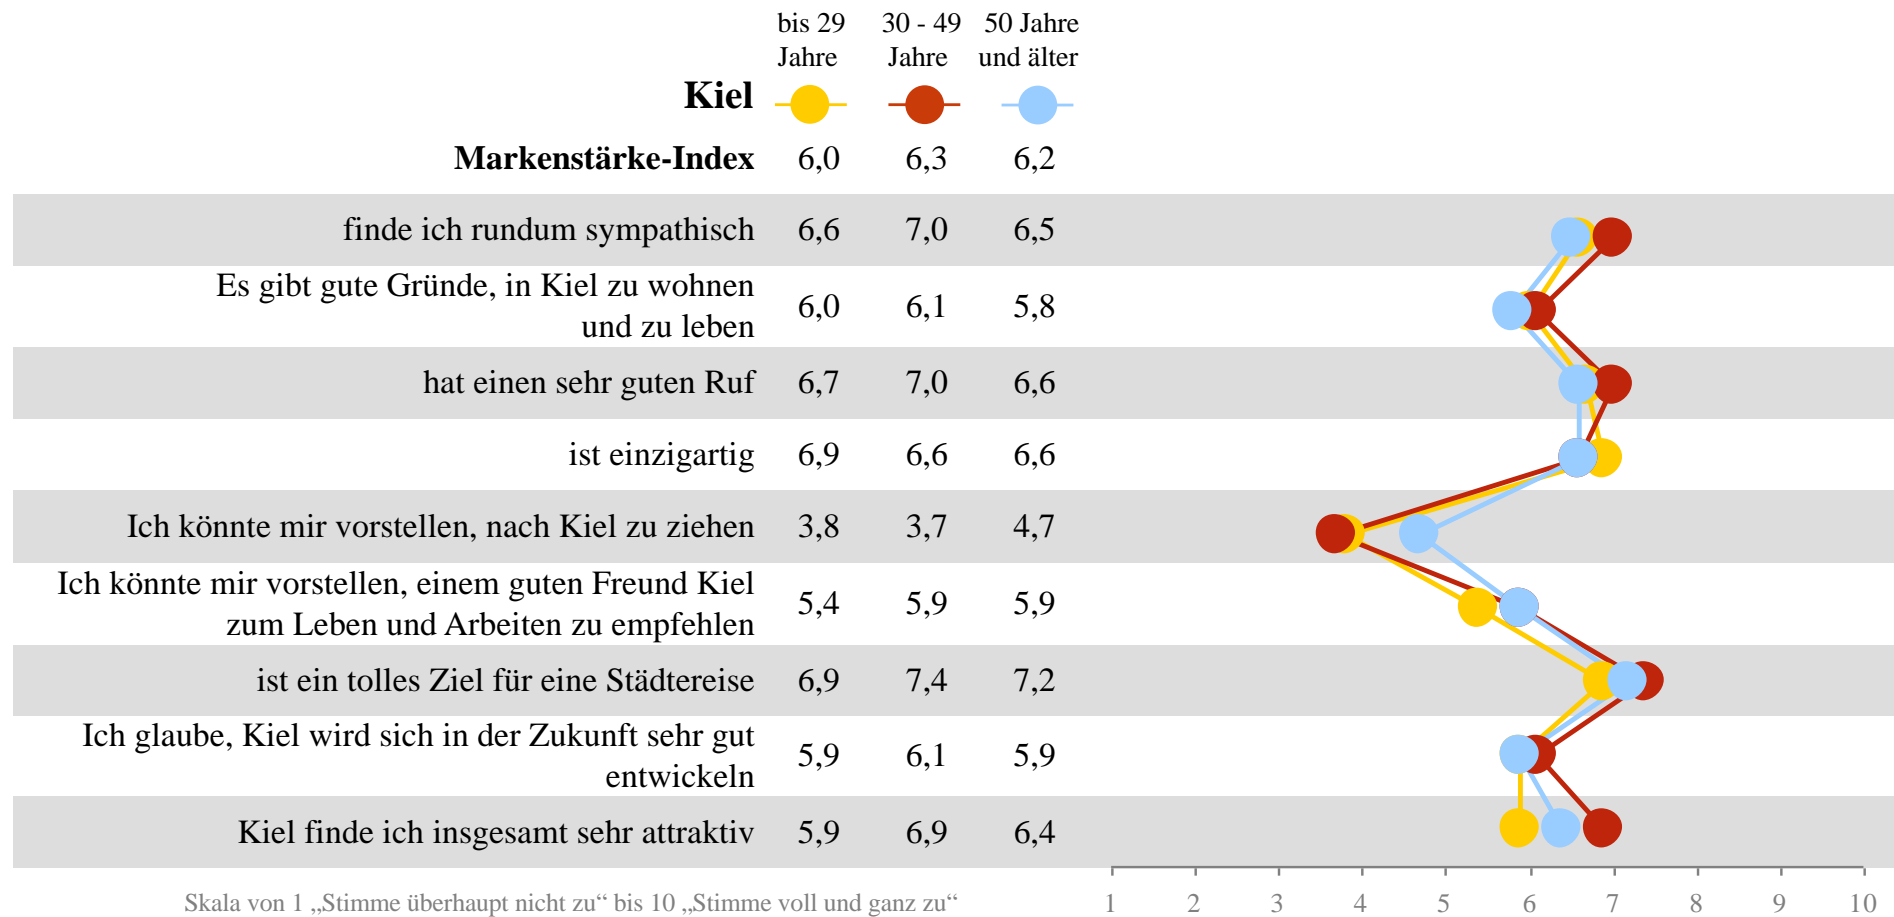 bis 29 30 - 49 50 Jahre
Jahre Jahre und älter
Kiel
Markenstärke-Index 6,0 6,3 6,2
finde ich rundum sympathisch 6,6 7,0 6,5
Es gibt gute Gründe, in Kiel zu wohnen
und zu leben 6,0 6,1 5,8
hat einen sehr guten Ruf 6,7 7,0 6,6
ist einzigartig 6,9 6,6 6,6
Ich könnte mir vorstellen, nach Kiel zu ziehen 3,8 3,7 4,7
Ich könnte mir vorstellen, einem guten Freund Kiel
zum Leben und Arbeiten zu empfehlen 5,4 5,9 5,9
ist ein tolles Ziel für eine Städtereise 6,9 7,4 7,2
Ich glaube, Kiel wird sich in der Zukunft sehr gut
entwickeln 5,9 6,1 5,9
Kiel finde ich insgesamt sehr attraktiv 5,9 6,9 6,4
Skala von 1 „Stimme überhaupt nicht zu“ bis 10 „Stimme voll und ganz zu“ 1 2 3 4 5 6 7 8 9 10